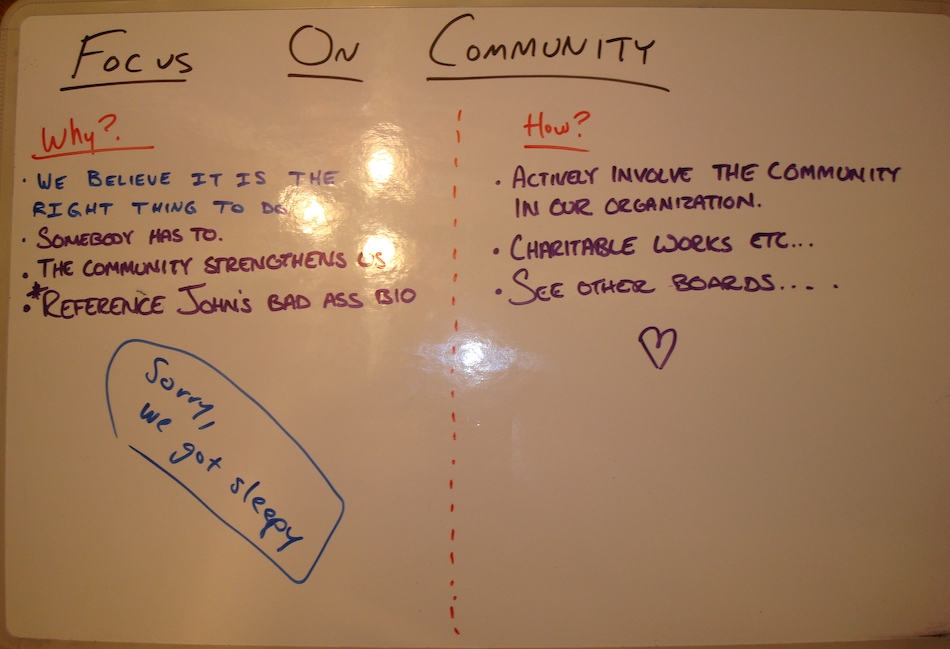 Focus On Community
Why?
· WE BELIEVE IT IS THE
RIGHT THING TO DO
· SOMEBODY HAS TO.
· THE COMMUNITY STRENGTHENS US
*· REFERENCE JOHN'S BAD ASS BIO
Sorry,
we got sleepy
How?
· ACTIVELY INVOLVE THE COMMUNITY
IN OUR ORGANIZATION.
· CHARITABLE WORKS ETC...
· SEE OTHER BOARDS.....